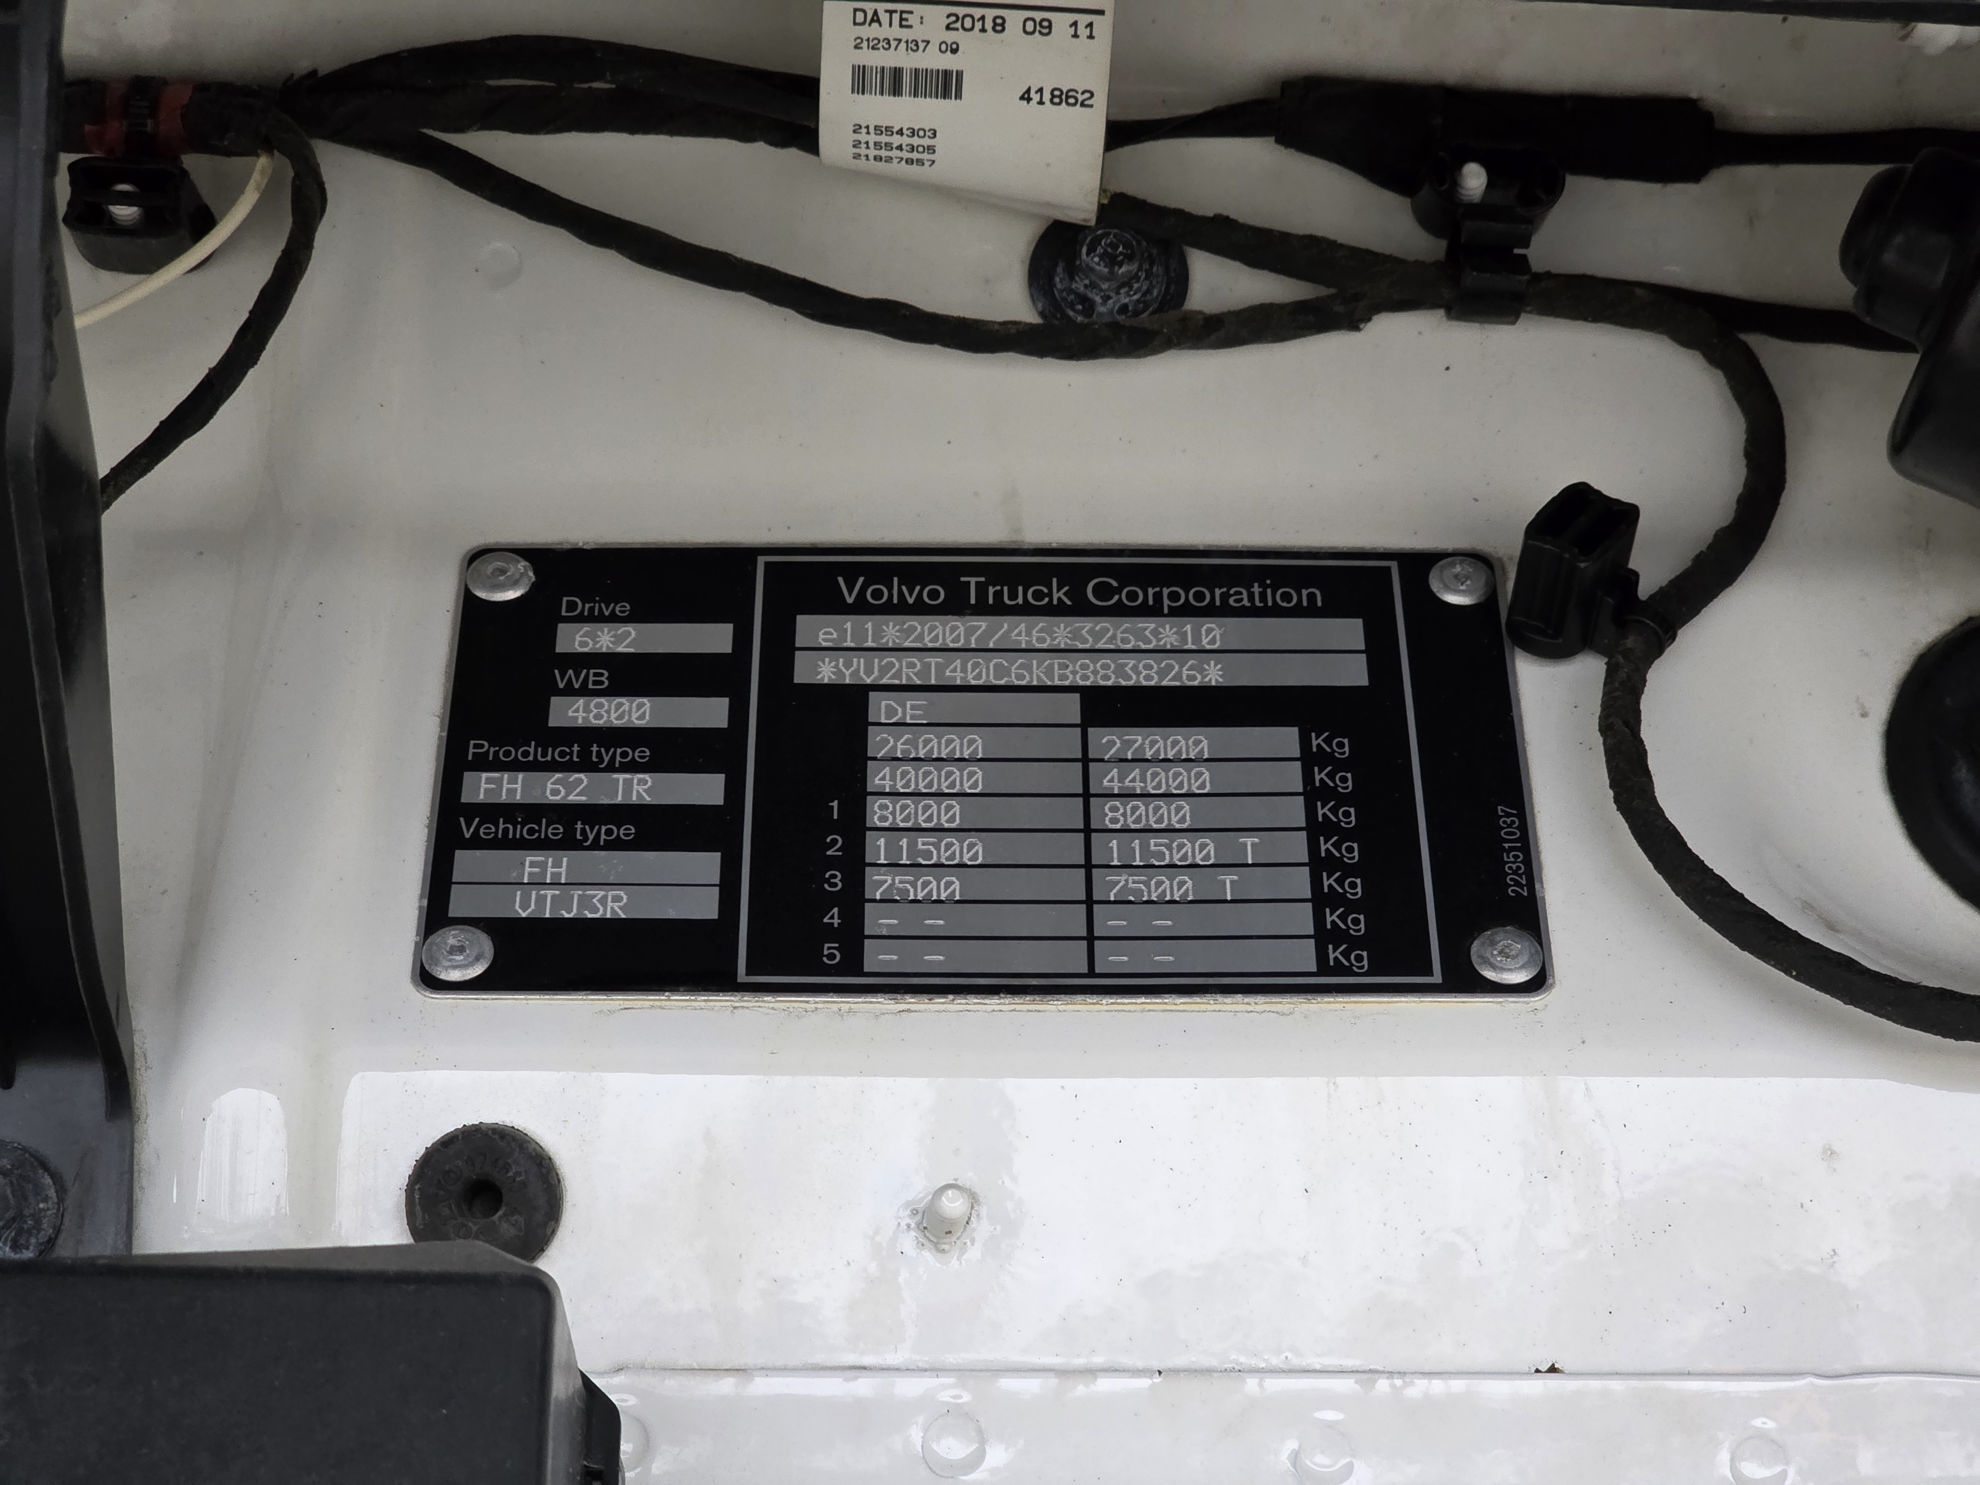 DATE: 2018 09 11
21237137 09
41862
21554303
21554305
21827857
Volvo Truck Corporation
Drive
6*2
e11*2007/46*3263*10
*YV2RT40C6KB883826*
WB
4800
DE
Product type
FH 62 TR
26000 27000 Kg
40000 44000 Kg
Vehicle type
FH
VTJ3R
1 8000 8000 Kg
2 11500 11500 T Kg
3 7500 7500 T Kg
4 - - - - Kg
5 - - - - Kg
22351037